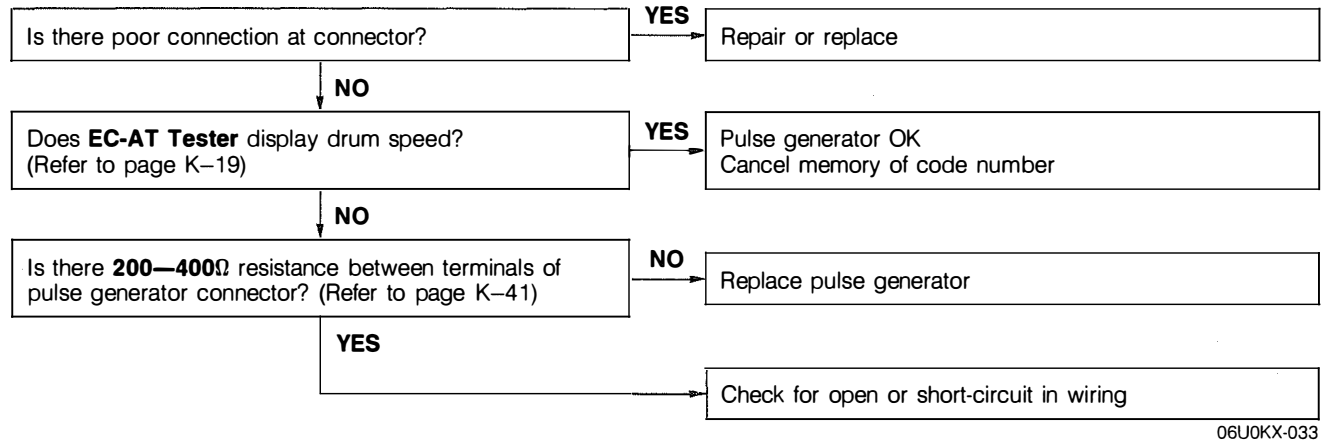 Is there poor connection at connector?
YES
Repair or replace
NO
Does EC-AT Tester display drum speed?
(Refer to page K–19)
YES
Pulse generator OK
Cancel memory of code number
NO
Is there 200—400Ω resistance between terminals of
pulse generator connector? (Refer to page K–41)
NO
Replace pulse generator
YES
Check for open or short-circuit in wiring
06U0KX-033